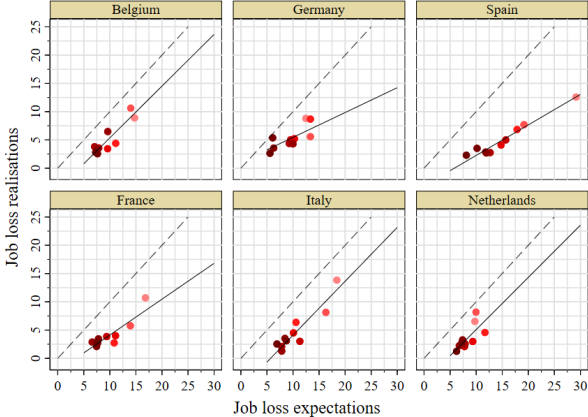 Belgium Germany Spain
25
20
15
10
5
0
Job loss realisations
France Italy Netherlands
25
20
15
10
5
0
0 5 10 15 20 25 30 0 5 10 15 20 25 30 0 5 10 15 20 25 30
Job loss expectations